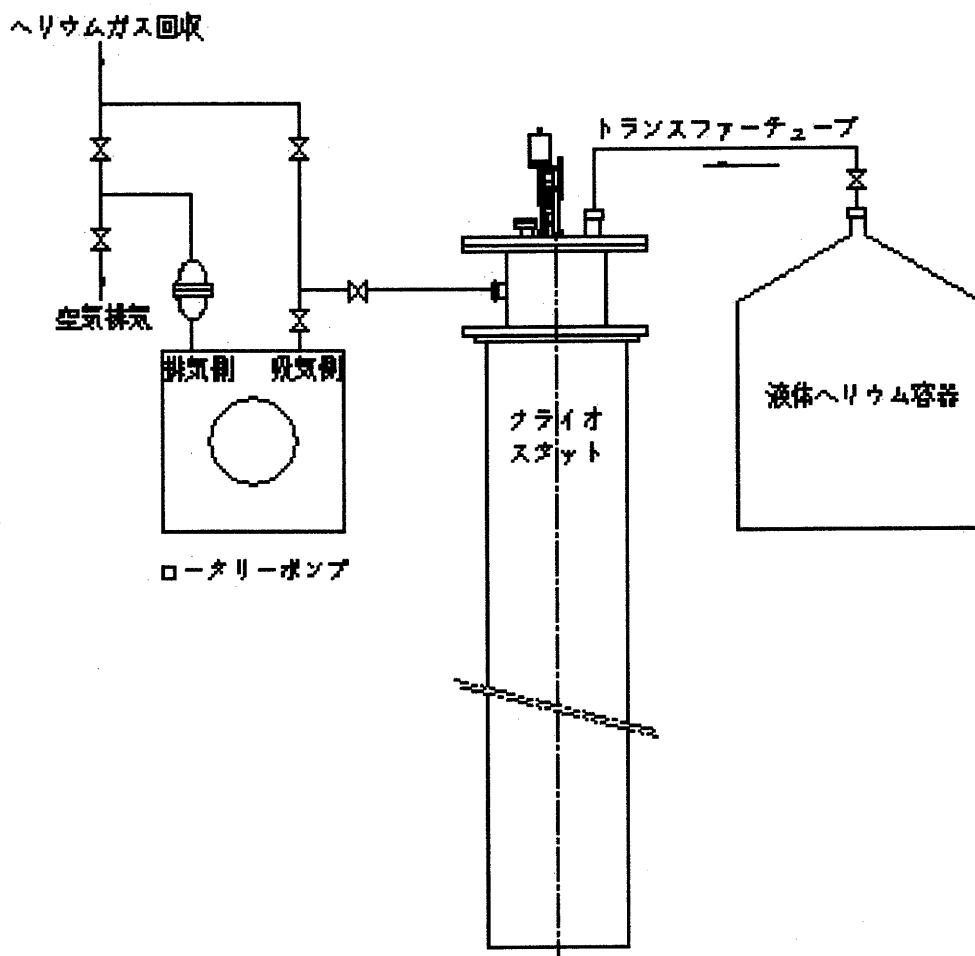 ヘリウムガス回収
トランスファーチューブ
空気排気
排気側
吸気側
液体ヘリウム容器
クライオ
スタット
ロータリーポンプ